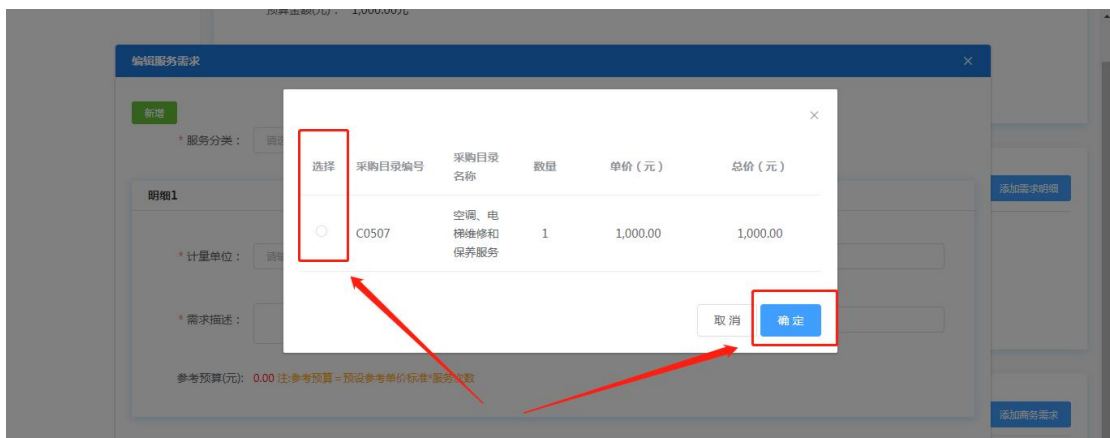 预算金额(元)： 1,000.00元
编辑服务需求
新增
* 服务分类：
选择 采购目录编号 采购目录名称 数量 单价（元） 总价（元）
C0507 空调、电梯维修和保养服务 1 1,000.00 1,000.00
明细1
添加需求明细
* 计量单位：
* 需求描述：
取消 确定
参考预算(元): 0.00 注:参考预算＝预设参考单价标准*服务次数
添加商务需求